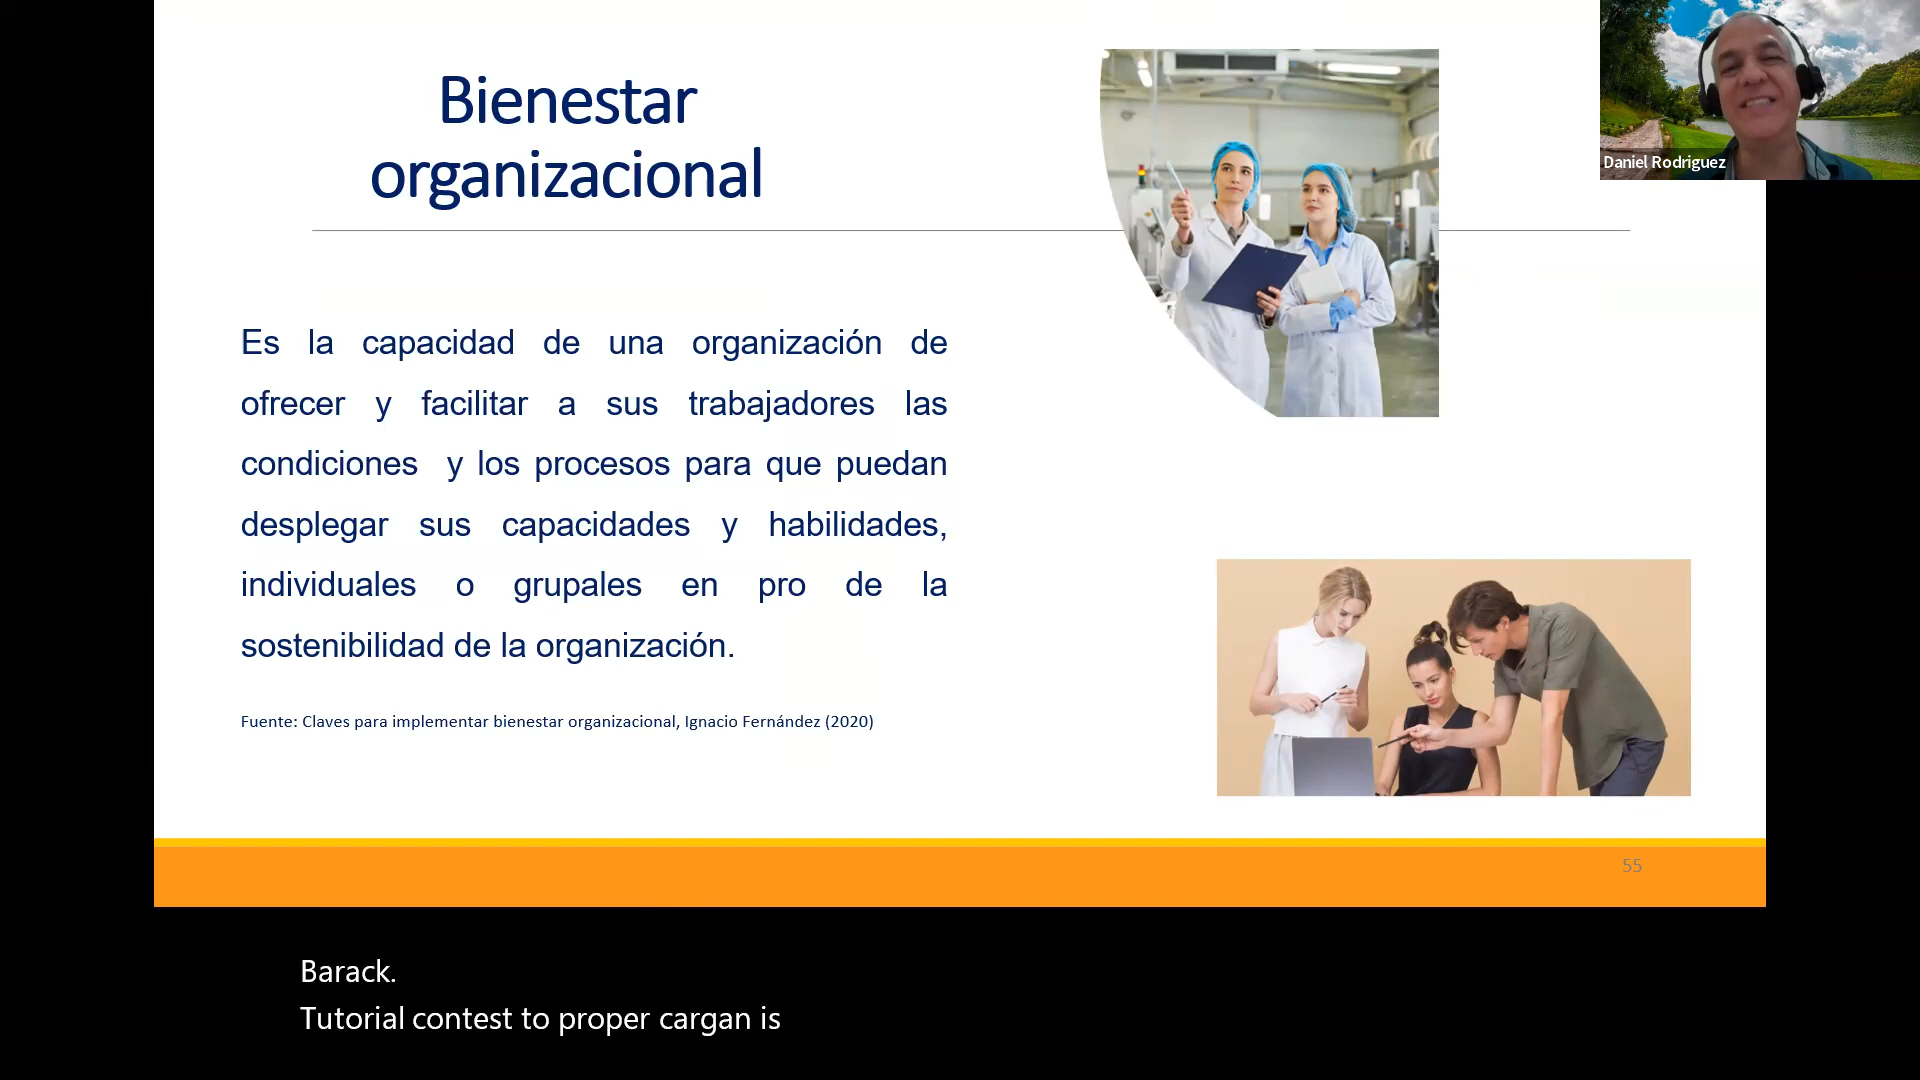 Bienestar
organizacional
Daniel Rodriguez
Es la capacidad de una organización de
ofrecer y facilitar a sus trabajadores las
condiciones y los procesos para que puedan
desplegar sus capacidades y habilidades,
individuales o grupales en pro de la
sostenibilidad de la organización.
Fuente: Claves para implementar bienestar organizacional, Ignacio Fernández (2020)
55
Barack.
Tutorial contest to proper cargan is